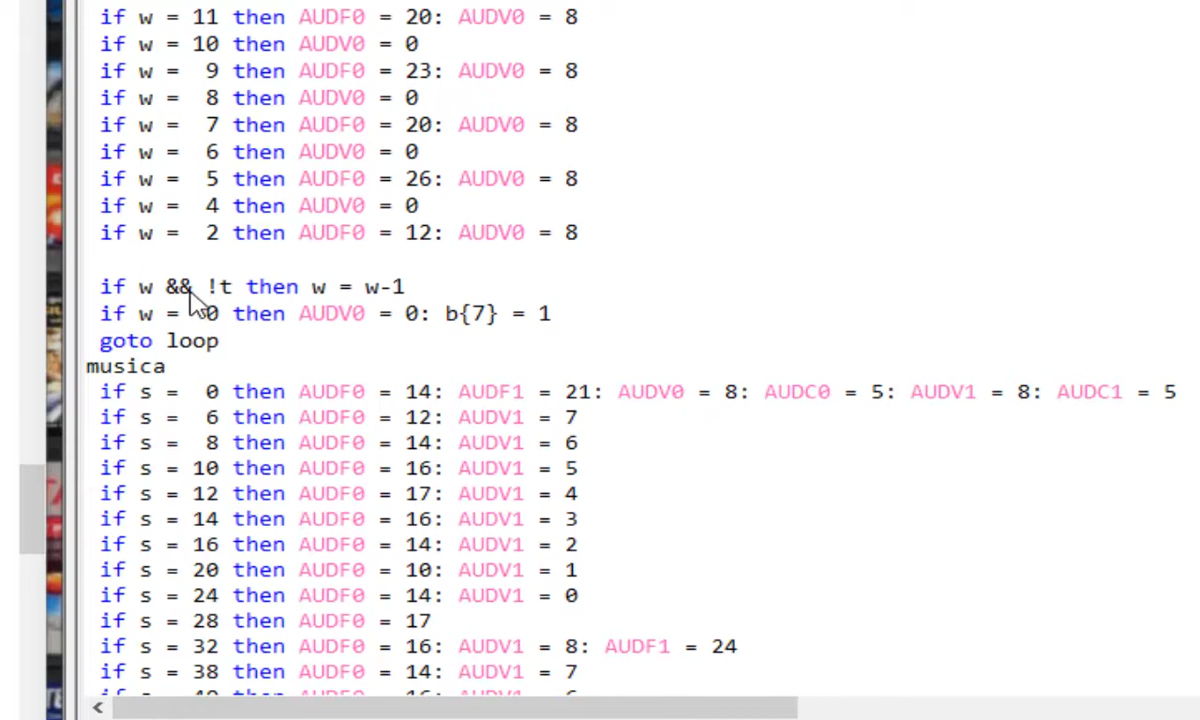 if w = 11 then AUDF0 = 20: AUDV0 = 8
if w = 10 then AUDV0 = 0
if w =  9 then AUDF0 = 23: AUDV0 = 8
if w =  8 then AUDV0 = 0
if w =  7 then AUDF0 = 20: AUDV0 = 8
if w =  6 then AUDV0 = 0
if w =  5 then AUDF0 = 26: AUDV0 = 8
if w =  4 then AUDV0 = 0
if w =  2 then AUDF0 = 12: AUDV0 = 8
if w && !t then w = w-1
if w =  0 then AUDV0 = 0: b{7} = 1
goto loop
musica
if s =  0 then AUDF0 = 14: AUDF1 = 21: AUDV0 = 8: AUDC0 = 5: AUDV1 = 8: AUDC1 = 5
if s =  6 then AUDF0 = 12: AUDV1 = 7
if s =  8 then AUDF0 = 14: AUDV1 = 6
if s = 10 then AUDF0 = 16: AUDV1 = 5
if s = 12 then AUDF0 = 17: AUDV1 = 4
if s = 14 then AUDF0 = 16: AUDV1 = 3
if s = 16 then AUDF0 = 14: AUDV1 = 2
if s = 20 then AUDF0 = 10: AUDV1 = 1
if s = 24 then AUDF0 = 14: AUDV1 = 0
if s = 28 then AUDF0 = 17
if s = 32 then AUDF0 = 16: AUDV1 = 8: AUDF1 = 24
if s = 38 then AUDF0 = 14: AUDV1 = 7